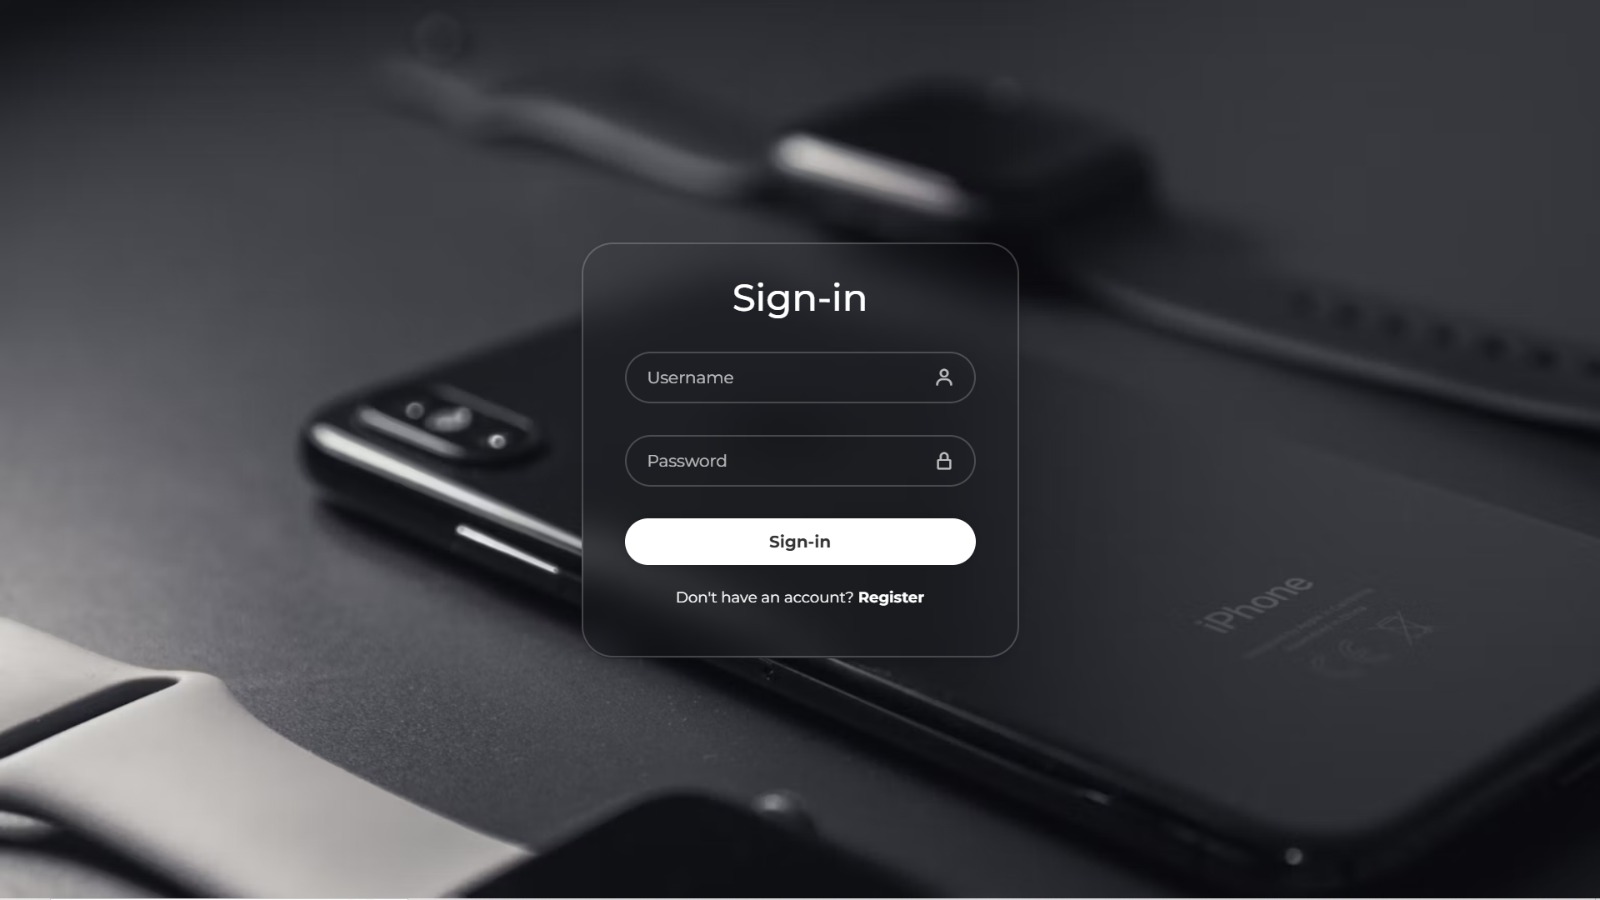 Sign-in
Username
Password
Sign-in
Don't have an account? Register
iPhone